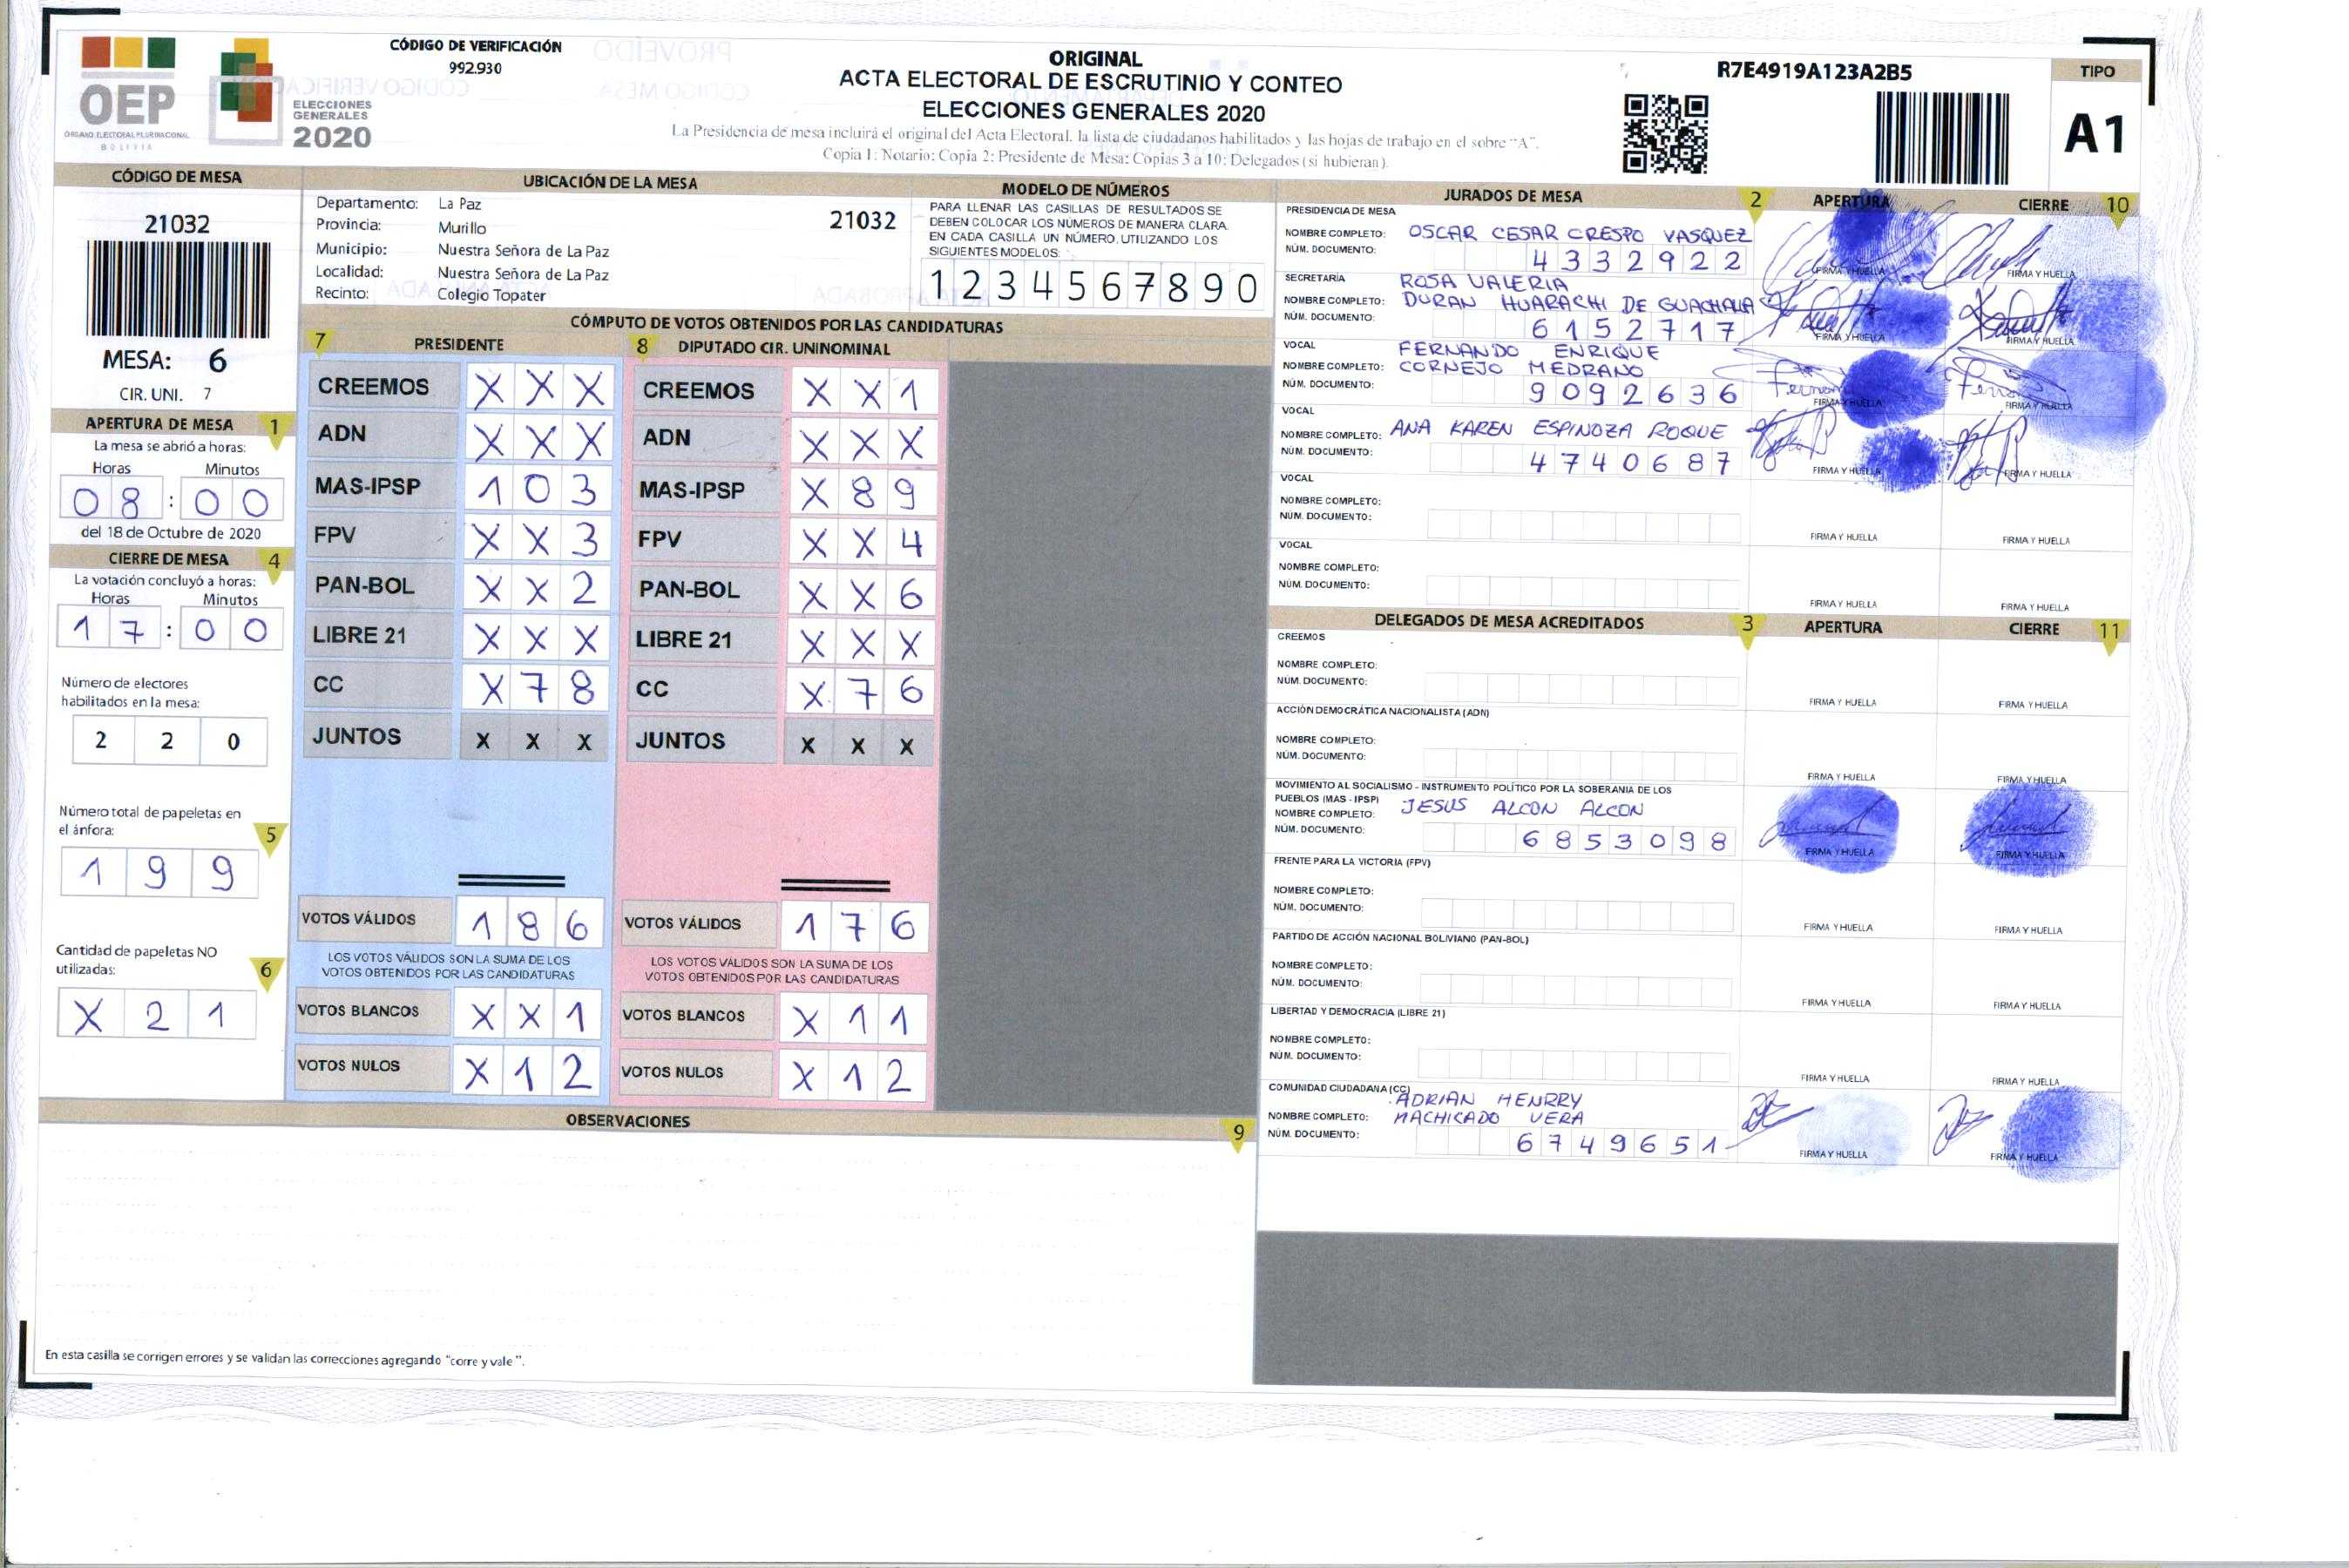 CÓDIGO DE VERIFICACIÓN
992.930
OEP
ÓRGANO ELECTORAL PLURINACIONAL
BOLIVIA
ELECCIONES
GENERALES
2020
ORIGINAL
ACTA ELECTORAL DE ESCRUTINIO Y CONTEO
ELECCIONES GENERALES 2020
La Presidencia de mesa incluirá el original del Acta Electoral, la lista de ciudadanos habilitados y las hojas de trabajo en el sobre "A".
Copia 1: Notario; Copia 2: Presidente de Mesa; Copias 3 a 10: Delegados (si hubieran).
R7E4919A123A2B5
TIPO
A1
CÓDIGO DE MESA
21032
MESA: 6
CIR. UNI. 7
APERTURA DE MESA 1
La mesa se abrió a horas:
Horas Minutos
08:00
del 18 de Octubre de 2020
CIERRE DE MESA 4
La votación concluyó a horas:
Horas Minutos
17:00
Número de electores
habilitados en la mesa:
2 2 0
Número total de papeletas en
el ánfora: 5
1 9 9
Cantidad de papeletas NO
utilizadas: 6
X 2 1
UBICACIÓN DE LA MESA
Departamento: La Paz
Provincia: Murillo
Municipio: Nuestra Señora de La Paz
Localidad: Nuestra Señora de La Paz
Recinto: Colegio Topater
21032
MODELO DE NÚMEROS
PARA LLENAR LAS CASILLAS DE RESULTADOS SE
DEBEN COLOCAR LOS NÚMEROS DE MANERA CLARA.
EN CADA CASILLA UN NÚMERO, UTILIZANDO LOS
SIGUIENTES MODELOS:
1 2 3 4 5 6 7 8 9 0
CÓMPUTO DE VOTOS OBTENIDOS POR LAS CANDIDATURAS
7 PRESIDENTE
CREEMOS X X X
ADN X X X
MAS-IPSP 1 0 3
FPV X X 3
PAN-BOL X X 2
LIBRE 21 X X X
CC X 7 8
JUNTOS X X X
VOTOS VÁLIDOS 1 8 6
LOS VOTOS VÁLIDOS SON LA SUMA DE LOS
VOTOS OBTENIDOS POR LAS CANDIDATURAS
VOTOS BLANCOS X X 1
VOTOS NULOS X 1 2
8 DIPUTADO CIR. UNINOMINAL
CREEMOS X X 1
ADN X X X
MAS-IPSP X 8 9
FPV X X 4
PAN-BOL X X 6
LIBRE 21 X X X
CC X 7 6
JUNTOS X X X
VOTOS VÁLIDOS 1 7 6
LOS VOTOS VÁLIDOS SON LA SUMA DE LOS
VOTOS OBTENIDOS POR LAS CANDIDATURAS
VOTOS BLANCOS X 1 1
VOTOS NULOS X 1 2
OBSERVACIONES 9
En esta casilla se corrigen errores y se validan las correcciones agregando "corre y vale".
JURADOS DE MESA 2 APERTURA CIERRE 10
PRESIDENCIA DE MESA
NOMBRE COMPLETO: OSCAR CESAR CRESPO VASQUEZ
NÚM. DOCUMENTO: 4332922
FIRMA Y HUELLA FIRMA Y HUELLA
SECRETARÍA ROSA VALERIA
NOMBRE COMPLETO: DURAN HUARACHI DE GUACHALLA
NÚM. DOCUMENTO: 6152717
FIRMA Y HUELLA FIRMA Y HUELLA
VOCAL FERNANDO ENRIQUE
NOMBRE COMPLETO: CORNEJO MEDRANO
NÚM. DOCUMENTO: 9092636
FIRMA Y HUELLA FIRMA Y HUELLA
VOCAL
NOMBRE COMPLETO: ANA KAREN ESPINOZA ROQUE
NÚM. DOCUMENTO: 4740687
FIRMA Y HUELLA FIRMA Y HUELLA
VOCAL
NOMBRE COMPLETO:
NÚM. DOCUMENTO:
FIRMA Y HUELLA FIRMA Y HUELLA
VOCAL
NOMBRE COMPLETO:
NÚM. DOCUMENTO:
FIRMA Y HUELLA FIRMA Y HUELLA
DELEGADOS DE MESA ACREDITADOS 3 APERTURA CIERRE 11
CREEMOS
NOMBRE COMPLETO:
NÚM. DOCUMENTO:
FIRMA Y HUELLA FIRMA Y HUELLA
ACCIÓN DEMOCRÁTICA NACIONALISTA (ADN)
NOMBRE COMPLETO:
NÚM. DOCUMENTO:
FIRMA Y HUELLA FIRMA Y HUELLA
MOVIMIENTO AL SOCIALISMO - INSTRUMENTO POLÍTICO POR LA SOBERANIA DE LOS
PUEBLOS (MAS - IPSP) JESUS ALCON ALCON
NOMBRE COMPLETO:
NÚM. DOCUMENTO: 6853098
FIRMA Y HUELLA FIRMA Y HUELLA
FRENTE PARA LA VICTORIA (FPV)
NOMBRE COMPLETO:
NÚM. DOCUMENTO:
FIRMA Y HUELLA FIRMA Y HUELLA
PARTIDO DE ACCIÓN NACIONAL BOLIVIANO (PAN-BOL)
NOMBRE COMPLETO:
NÚM. DOCUMENTO:
FIRMA Y HUELLA FIRMA Y HUELLA
LIBERTAD Y DEMOCRACIA (LIBRE 21)
NOMBRE COMPLETO:
NÚM. DOCUMENTO:
FIRMA Y HUELLA FIRMA Y HUELLA
COMUNIDAD CIUDADANA (CC) ADRIAN HENRRY
NOMBRE COMPLETO: MACHICADO VERA
NÚM. DOCUMENTO: 6749651
FIRMA Y HUELLA FIRMA Y HUELLA